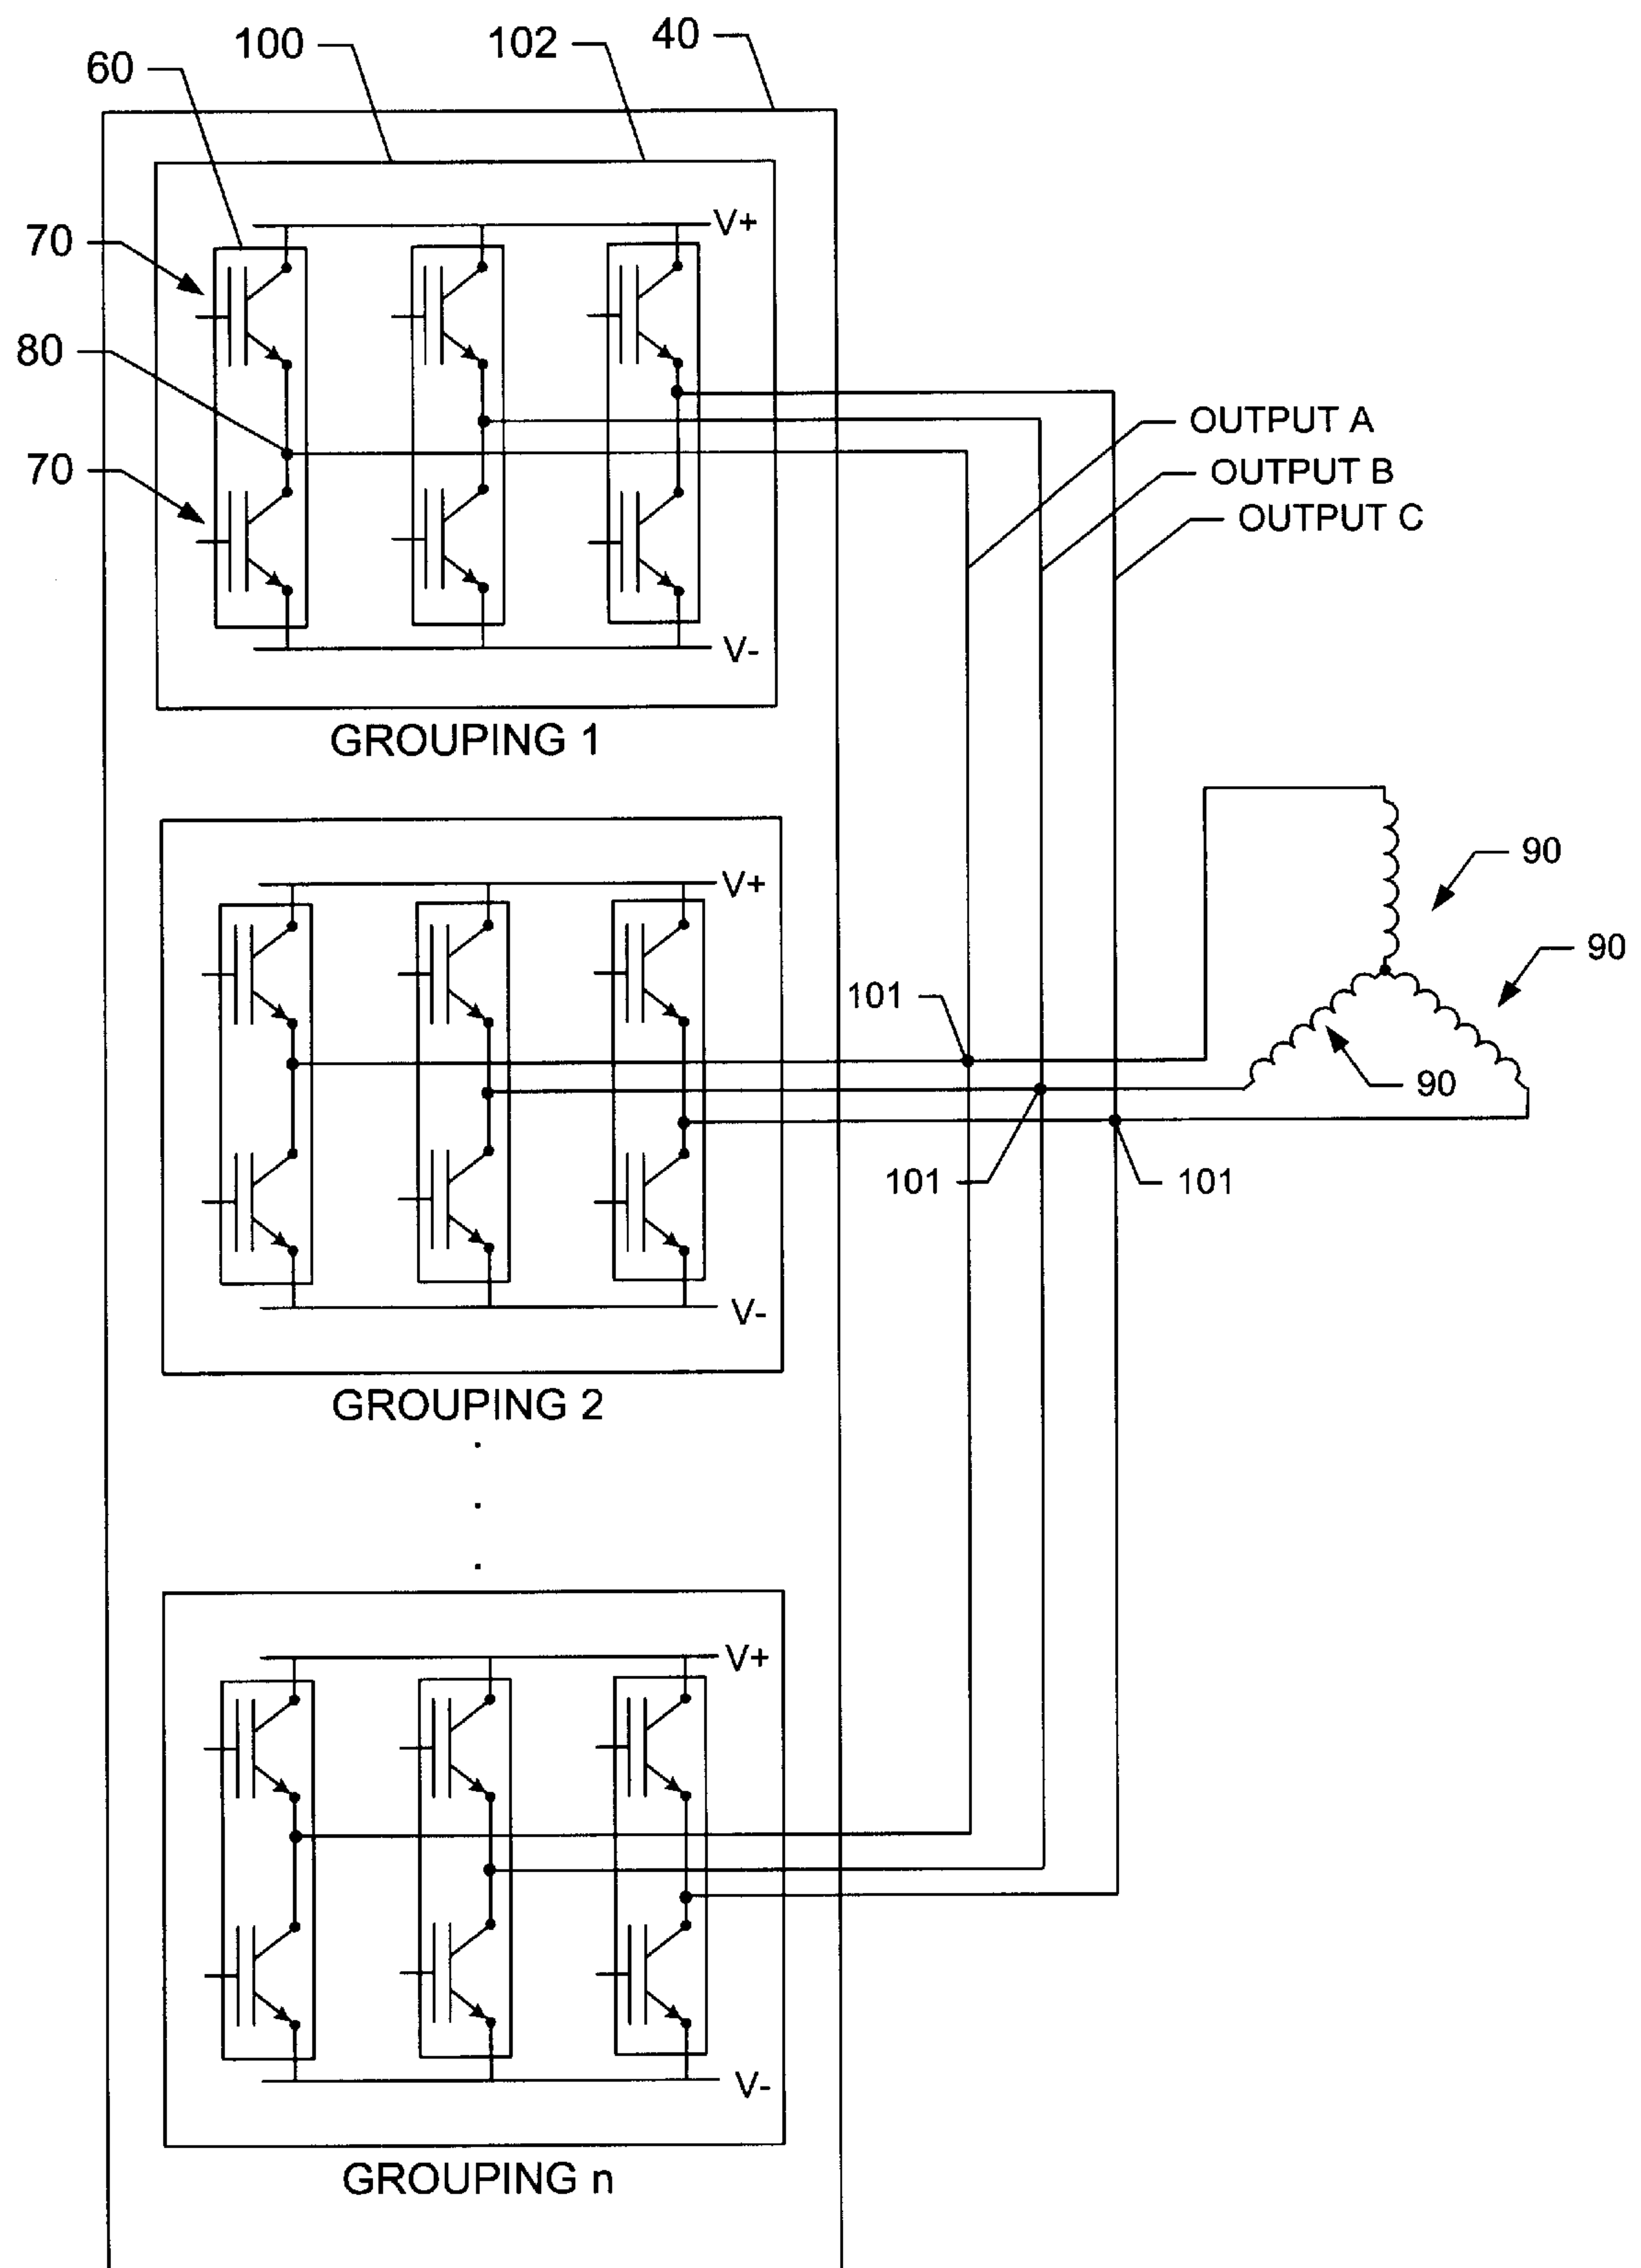 40
100
102
60
V+
70
80
OUTPUT A
70
OUTPUT B
OUTPUT C
V-
GROUPING 1
90
V+
90
101
90
101
101
V-
GROUPING 2
V+
V-
GROUPING n